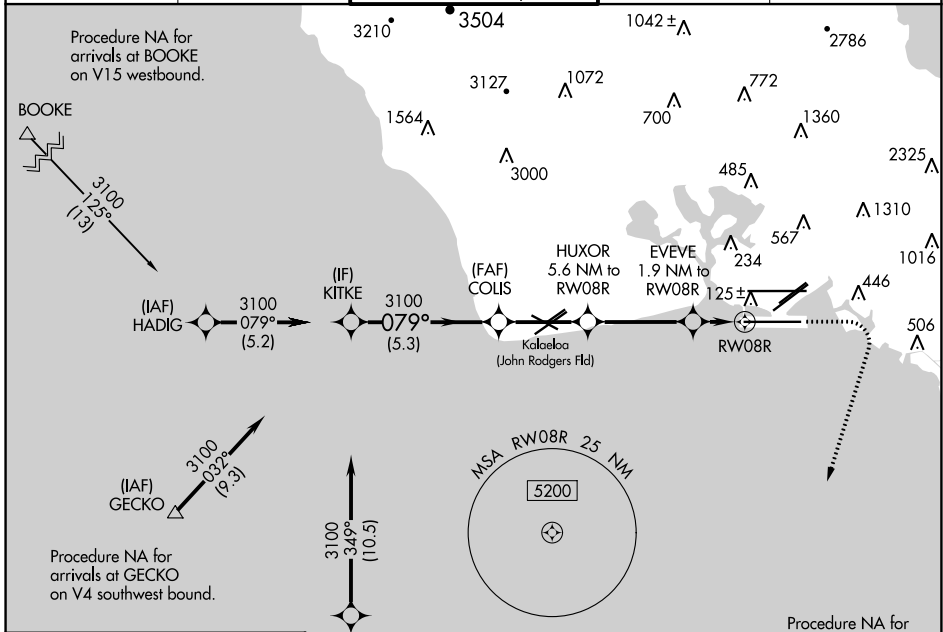 3210
3504
1042 ±
2786
Procedure NA for
arrivals at BOOKE
on V15 westbound.
3127
1072
772
700
1564
1360
BOOKE
3000
2325
485
3100
125°
(13)
1310
567
1016
234
HUXOR
5.6 NM to
RW08R
EVEVE
1.9 NM to
RW08R
(FAF)
COLIS
(IF)
KITKE
446
125 ±
(IAF)
HADIG
3100
079°
(5.2)
3100
079°
(5.3)
Kalaeloa
(John Rodgers Fld)
RW08R
506
MSA RW08R 25 NM
5200
(IAF)
GECKO
3100
032°
(9.3)
3100
349°
(10.5)
Procedure NA for
arrivals at GECKO
on V4 southwest bound.
Procedure NA for